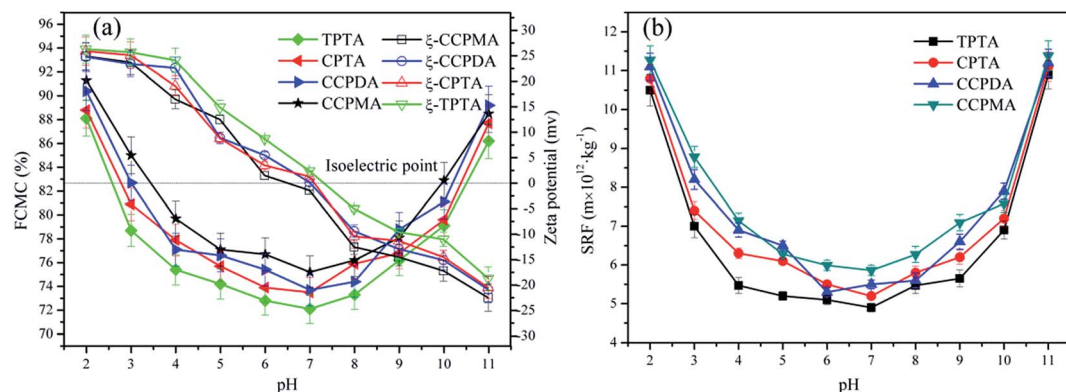 (a)
TPTA
CPTA
CCPDA
CCPMA
ξ-CCPMA
ξ-CCPDA
ξ-CPTA
ξ-TPTA
Isoelectric point
FCMC (%)
96
94
92
90
88
86
84
82
80
78
76
74
72
70
Zeta potential (mv)
30
25
20
15
10
5
0
-5
-10
-15
-20
-25
-30
2 3 4 5 6 7 8 9 10 11
pH
(b)
TPTA
CPTA
CCPDA
CCPMA
SRF (m×10¹²·kg⁻¹)
12
11
10
9
8
7
6
5
4
2 3 4 5 6 7 8 9 10 11
pH